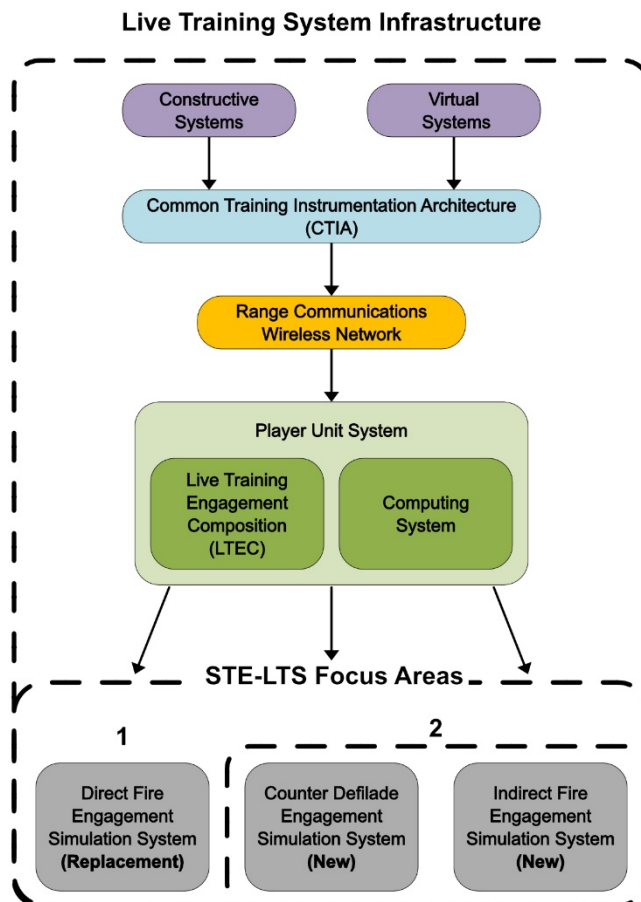 Live Training System Infrastructure
Constructive
Systems
Virtual
Systems
Common Training Instrumentation Architecture
(CTIA)
Range Communications
Wireless Network
Player Unit System
Live Training
Engagement
Composition
(LTEC)
Computing
System
STE-LTS Focus Areas
1
2
Direct Fire
Engagement
Simulation System
(Replacement)
Counter Defilade
Engagement
Simulation System
(New)
Indirect Fire
Engagement
Simulation System
(New)